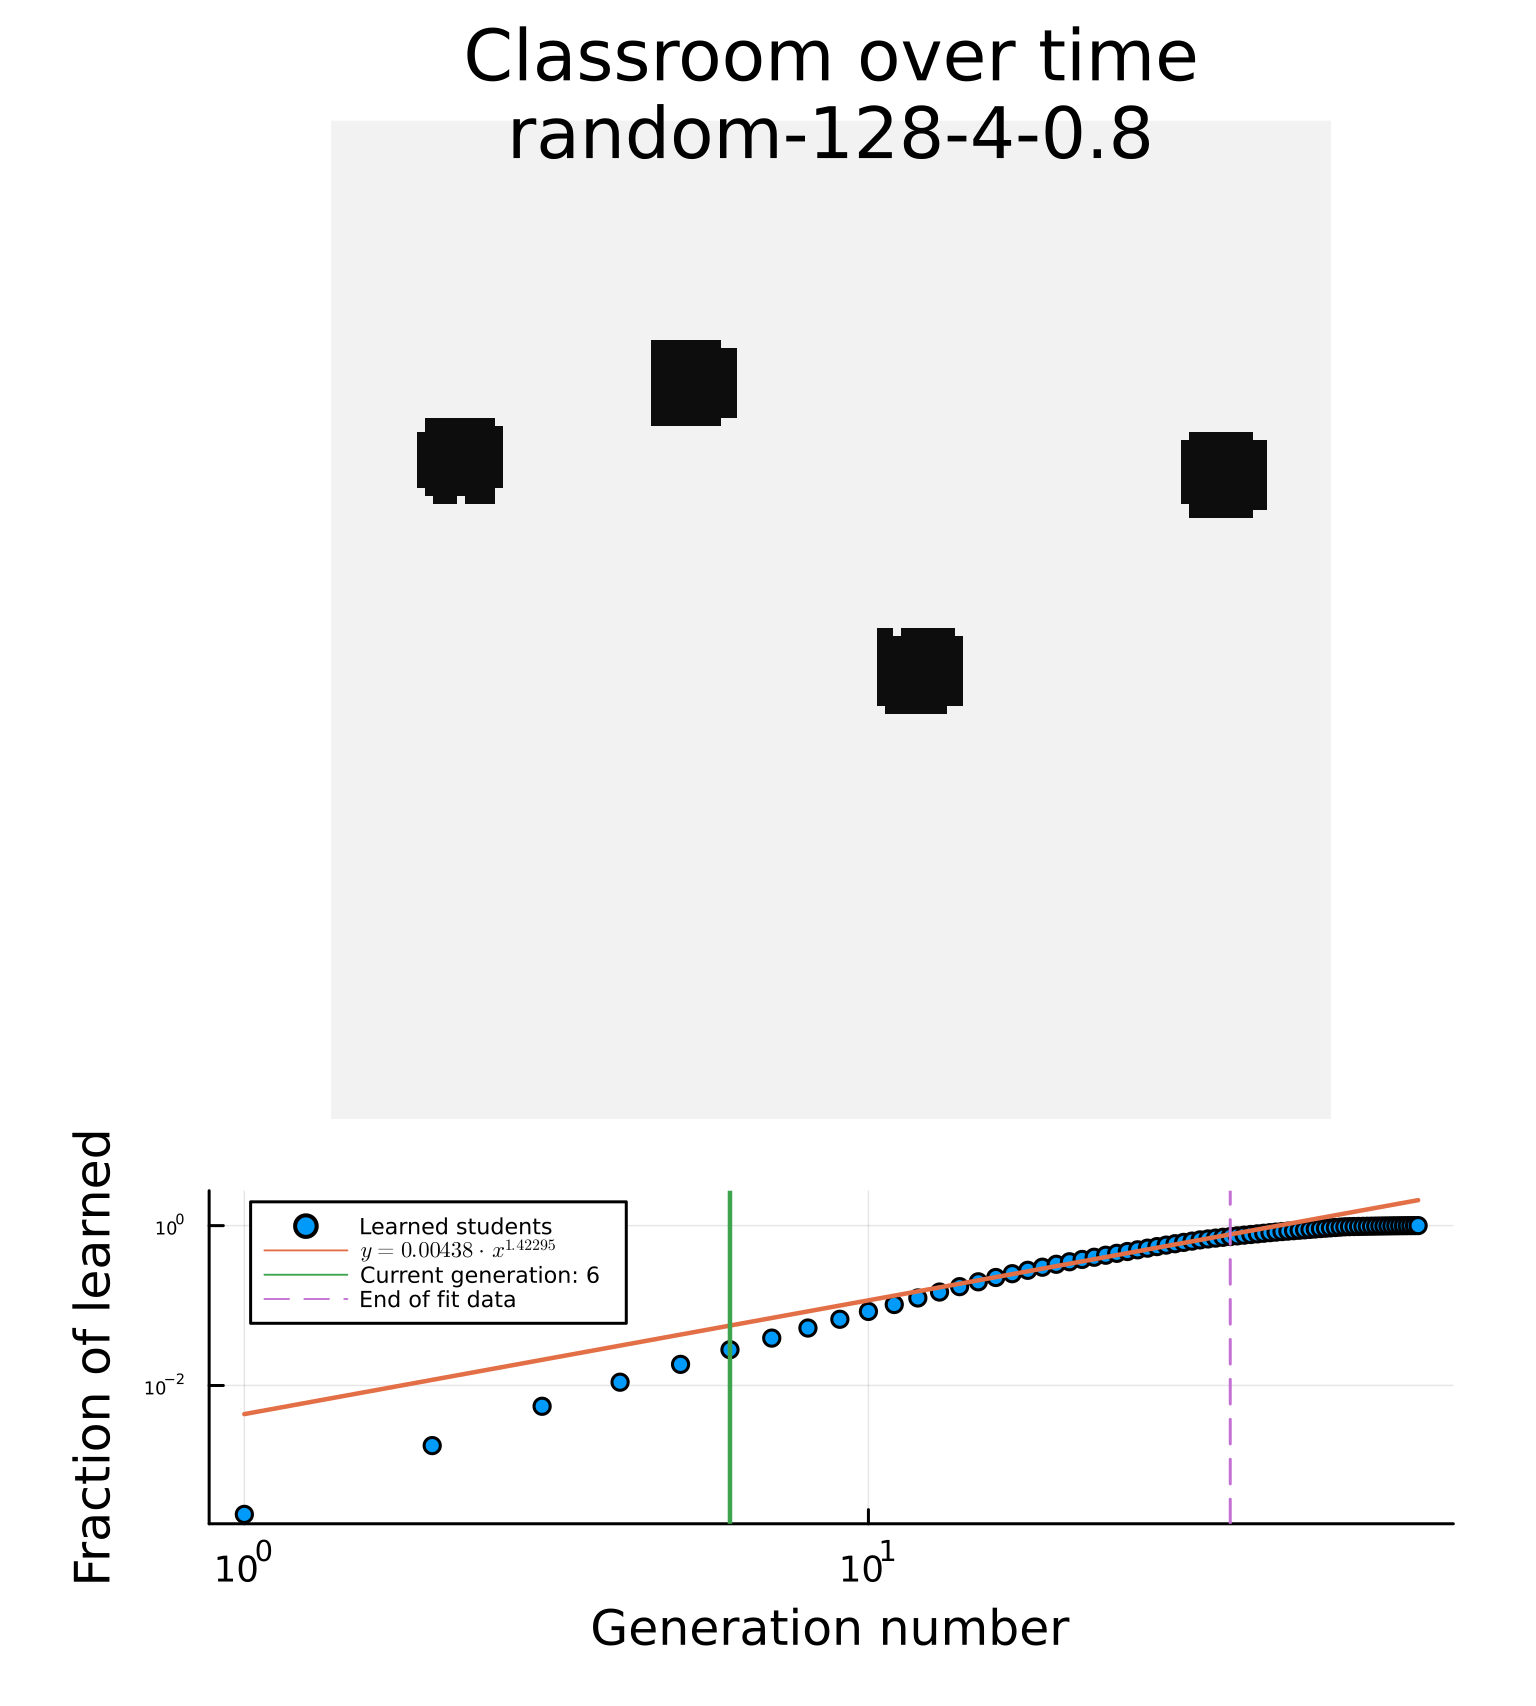 Classroom over time
random-128-4-0.8
Fraction of learned
10^0
10^-2
Learned students
y = 0.00438 · x^1.42295
Current generation: 6
End of fit data
10^0
10^1
Generation number